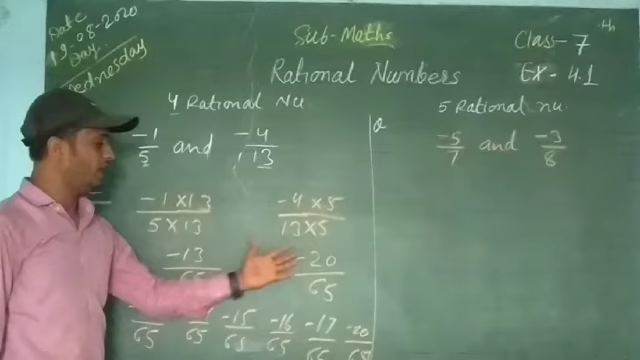 Date
19-08-2020
Day
Wednesday
Sub-Maths
Class-7
th
Rational Numbers
Ex-4.1
4 Rational Nu
-1/5 and -4/13
-1×13/5×13
-4×5/13×5
-13/65
-20/65
/65 /65 -15/65 -16/65 -17/65 -20/65
5 Rational nu.
Q
-5/7 and -3/8